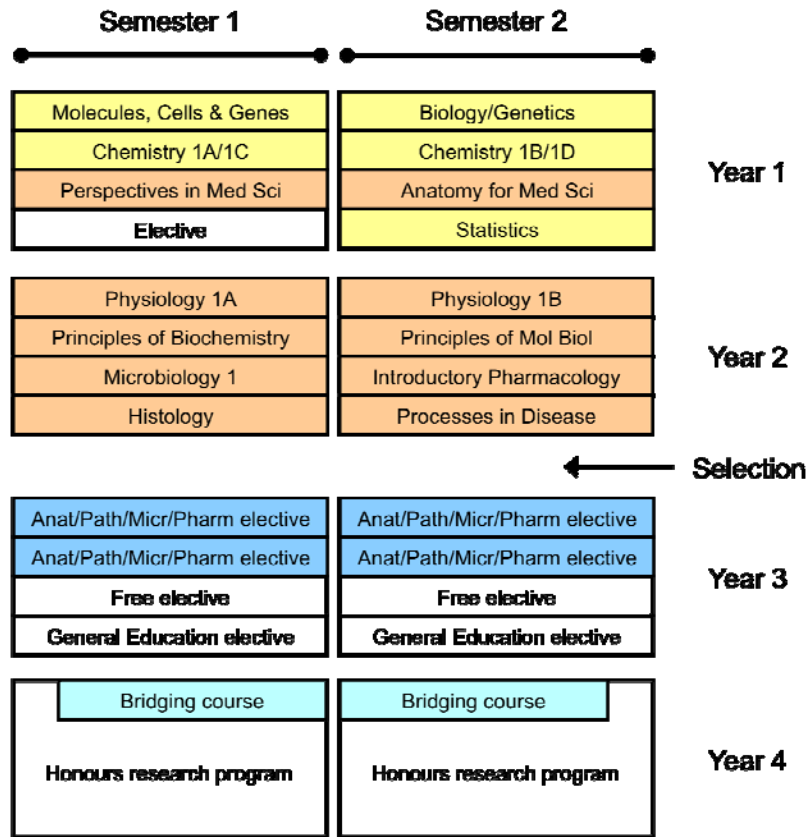 Semester 1
Semester 2
Molecules, Cells & Genes
Biology/Genetics
Chemistry 1A/1C
Chemistry 1B/1D
Year 1
Perspectives in Med Sci
Anatomy for Med Sci
Elective
Statistics
Physiology 1A
Physiology 1B
Principles of Biochemistry
Principles of Mol Biol
Year 2
Microbiology 1
Introductory Pharmacology
Histology
Processes in Disease
Selection
Anat/Path/Micr/Pharm elective
Anat/Path/Micr/Pharm elective
Anat/Path/Micr/Pharm elective
Anat/Path/Micr/Pharm elective
Year 3
Free elective
Free elective
General Education elective
General Education elective
Bridging course
Bridging course
Honours research program
Honours research program
Year 4